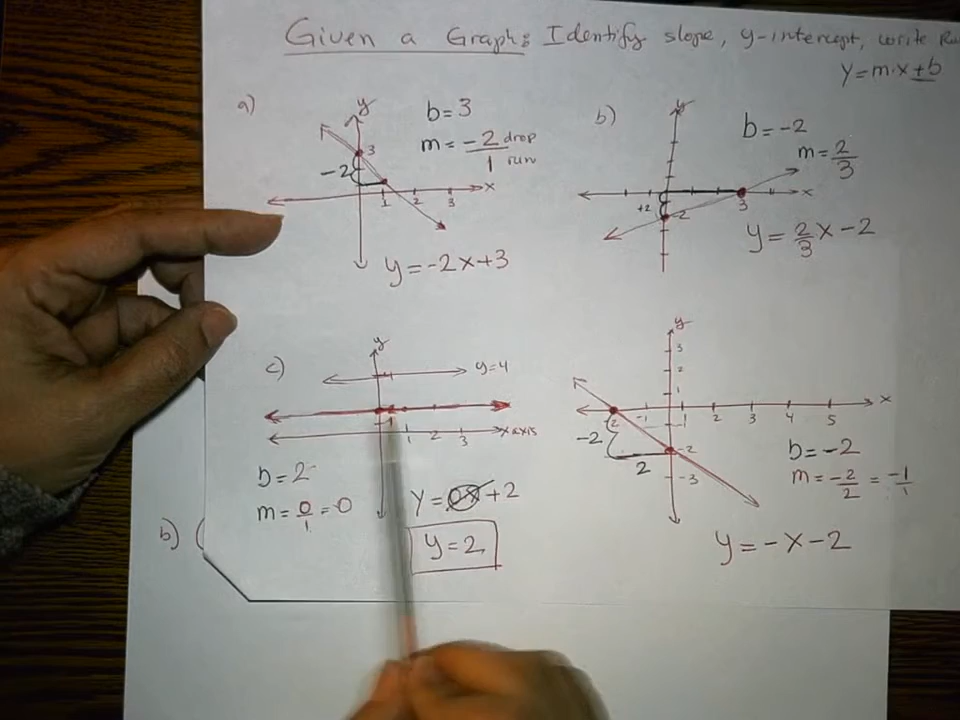 Given a Graph: Identify slope, y-intercept, write
y=m·x+b
a)
y
b=3
m=-2/1 drop run
3
-2
x
1 2 3
y=-2x+3
b)
y
b=-2
m=2/3
x
+2
-2
3
y=2/3x-2
c)
y
y=4
1
x axis
1 2 3
b=2
m=0/1=0
y=0x+2
y=2
y
3
2
1
x
-2 -1 1 2 3 4 5
-1
-2
-2
2
-3
b=-2
m=-2/2=-1/1
y=-x-2
b) (